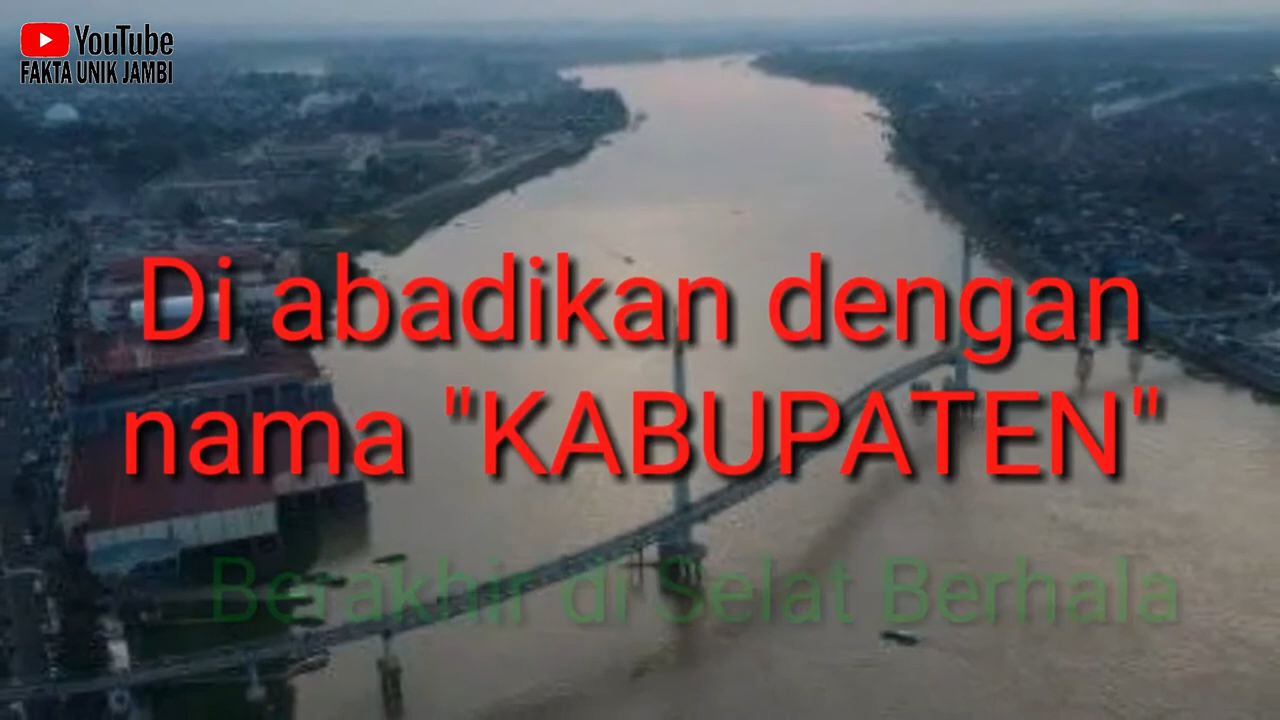 YouTube
FAKTA UNIK JAMBI
Di abadikan dengan
nama "KABUPATEN"
Berakhir di Selat Berhala